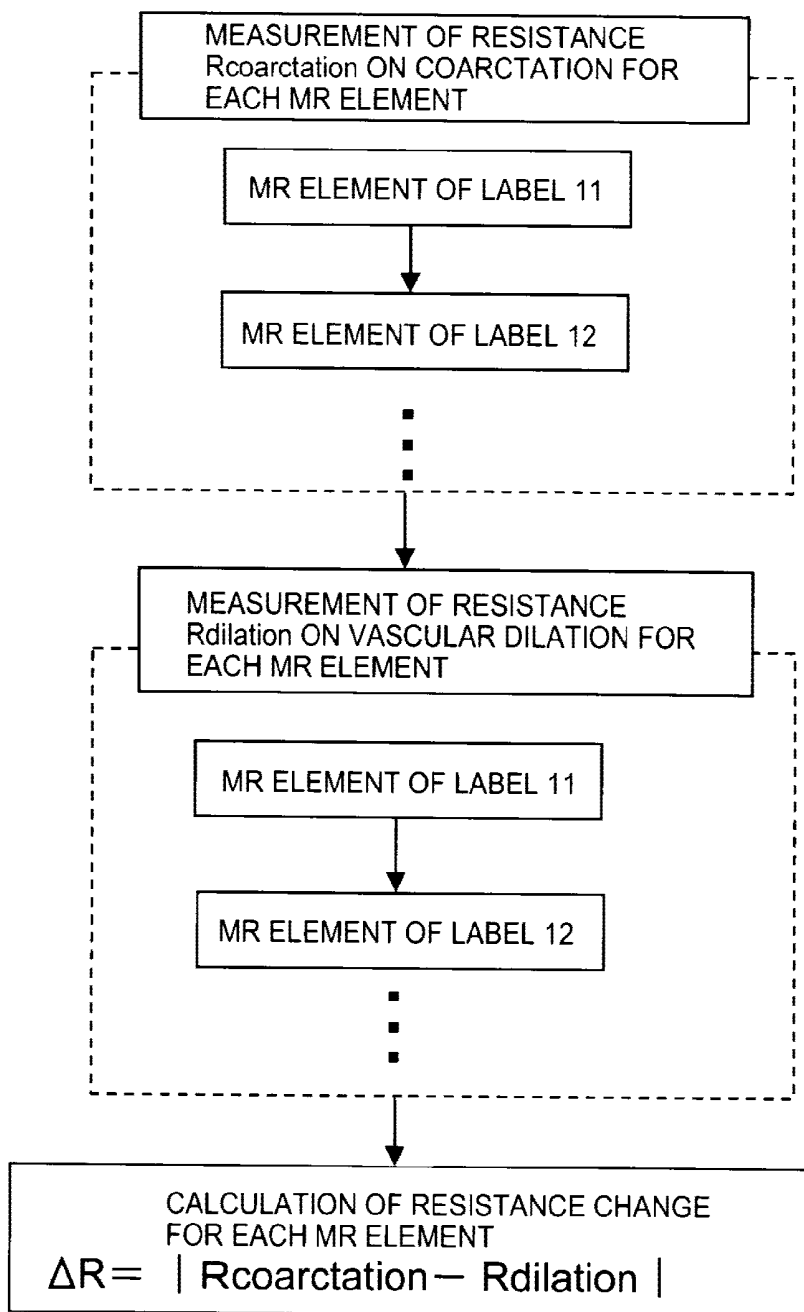 MEASUREMENT OF RESISTANCE
Rcoarctation ON COARCTATION FOR
EACH MR ELEMENT
MR ELEMENT OF LABEL 11
MR ELEMENT OF LABEL 12
MEASUREMENT OF RESISTANCE
Rdilation ON VASCULAR DILATION FOR
EACH MR ELEMENT
MR ELEMENT OF LABEL 11
MR ELEMENT OF LABEL 12
CALCULATION OF RESISTANCE CHANGE
FOR EACH MR ELEMENT
ΔR= | Rcoarctation− Rdilation |